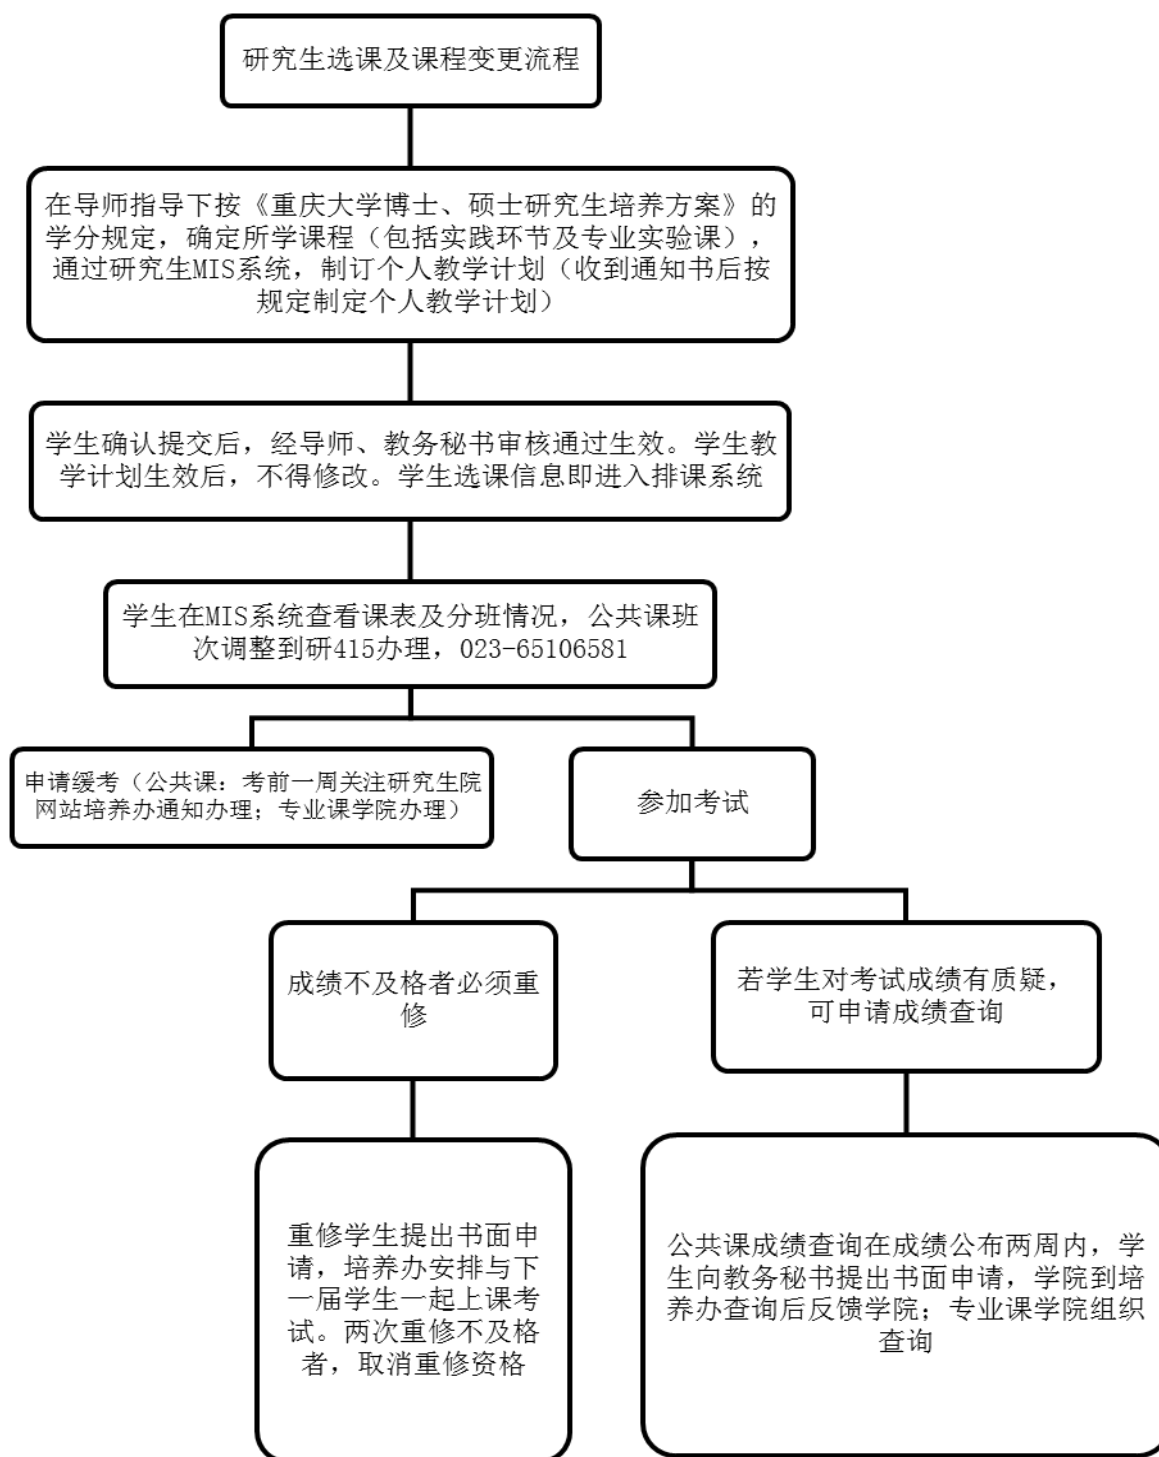 研究生选课及课程变更流程
在导师指导下按《重庆大学博士、硕士研究生培养方案》的
学分规定，确定所学课程（包括实践环节及专业实验课），
通过研究生MIS系统，制订个人教学计划（收到通知书后按
规定制定个人教学计划）
学生确认提交后，经导师、教务秘书审核通过生效。学生教
学计划生效后，不得修改。学生选课信息即进入排课系统
学生在MIS系统查看课表及分班情况，公共课班
次调整到研415办理，023-65106581
申请缓考（公共课：考前一周关注研究生院
网站培养办通知办理；专业课学院办理）
参加考试
成绩不及格者必须重
修
若学生对考试成绩有质疑，
可申请成绩查询
重修学生提出书面申
请，培养办安排与下
一届学生一起上课考
试。两次重修不及格
者，取消重修资格
公共课成绩查询在成绩公布两周内，学
生向教务秘书提出书面申请，学院到培
养办查询后反馈学院；专业课学院组织
查询